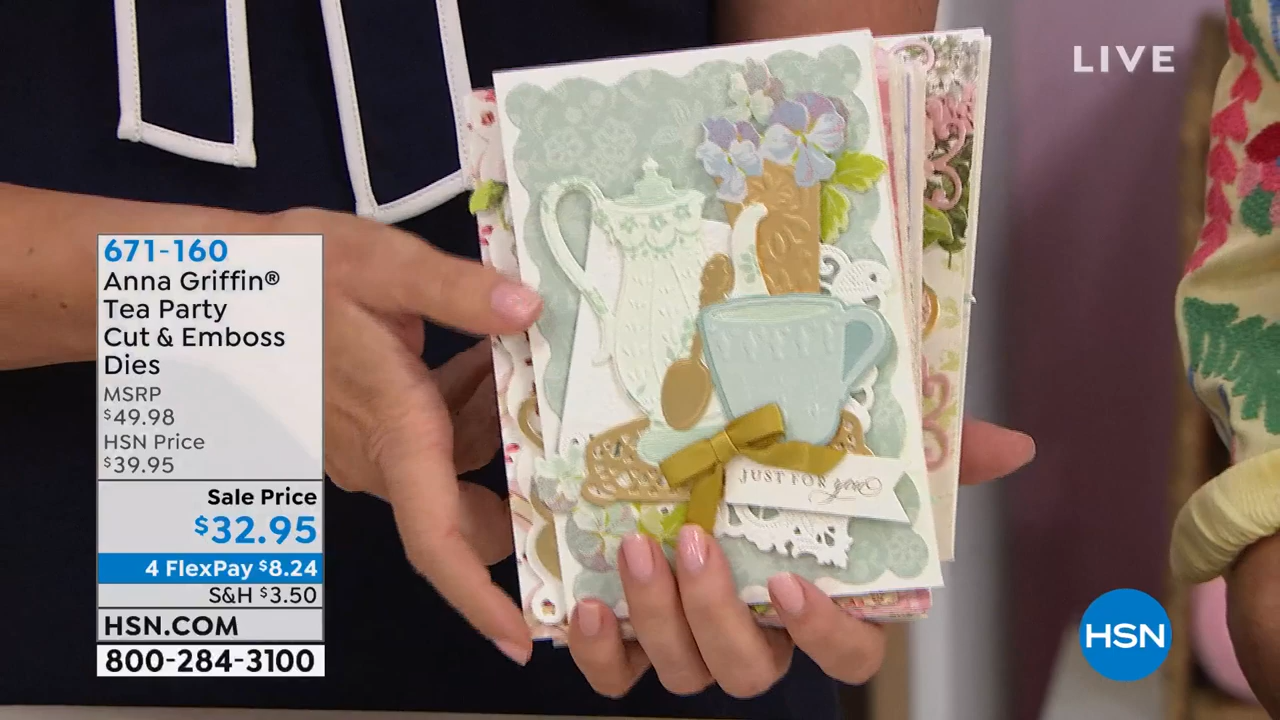 LIVE
671-160
Anna Griffin®
Tea Party
Cut & Emboss
Dies
MSRP
$49.98
HSN Price
$39.95
Sale Price
$32.95
4 FlexPay $8.24
S&H $3.50
HSN.COM
800-284-3100
JUST FOR you
HSN